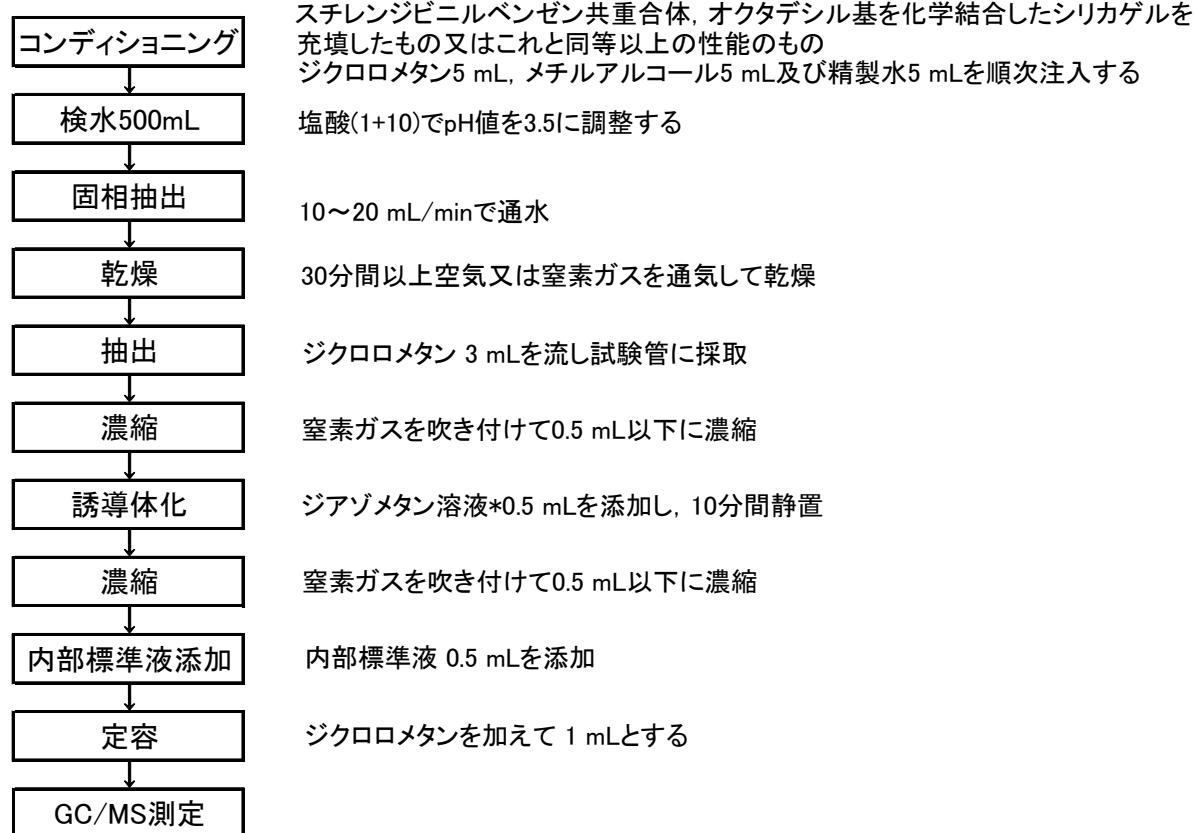 コンディショニング
スチレンジビニルベンゼン共重合体，オクタデシル基を化学結合したシリカゲルを
充填したもの又はこれと同等以上の性能のもの
ジクロロメタン5 mL，メチルアルコール5 mL及び精製水5 mLを順次注入する
検水500mL
塩酸(1+10)でpH値を3.5に調整する
固相抽出
10～20 mL/minで通水
乾燥
30分間以上空気又は窒素ガスを通気して乾燥
抽出
ジクロロメタン 3 mLを流し試験管に採取
濃縮
窒素ガスを吹き付けて0.5 mL以下に濃縮
誘導体化
ジアゾメタン溶液*0.5 mLを添加し，10分間静置
濃縮
窒素ガスを吹き付けて0.5 mL以下に濃縮
内部標準液添加
内部標準液 0.5 mLを添加
定容
ジクロロメタンを加えて 1 mLとする
GC/MS測定